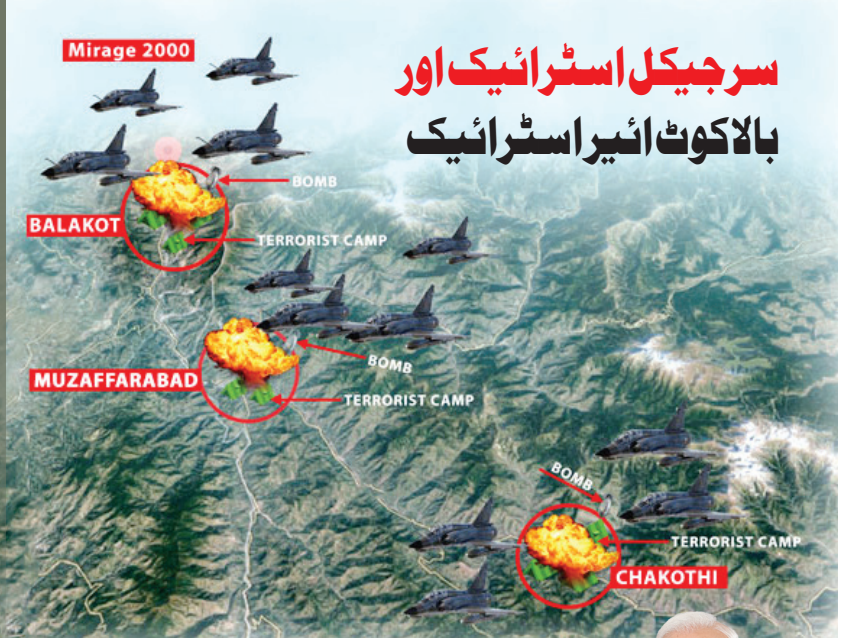 Mirage 2000
سرجیکل اسٹرائیک اور
بالاکوٹ ائیر اسٹرائیک
BOMB
BALAKOT
TERRORIST CAMP
BOMB
MUZAFFARABAD
TERRORIST CAMP
BOMB
TERRORIST CAMP
CHAKOTHI